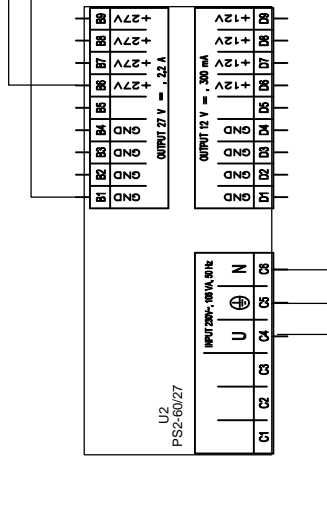 B9 +27V
B8 +27V
B7 +27V
B6 +27V
B5
B4 GND
B3 GND
B2 GND
B1 GND
OUTPUT 27 V = , 2,2 A
OUTPUT 12 V = , 300 mA
+12V D9
+12V D8
+12V D7
+12V D6
D5
GND D4
GND D3
GND D2
GND D1
INPUT 230V~, 106 VA, 50 Hz
N C6
C5
U C4
C3
C2
C1
U2
PS2-60/27